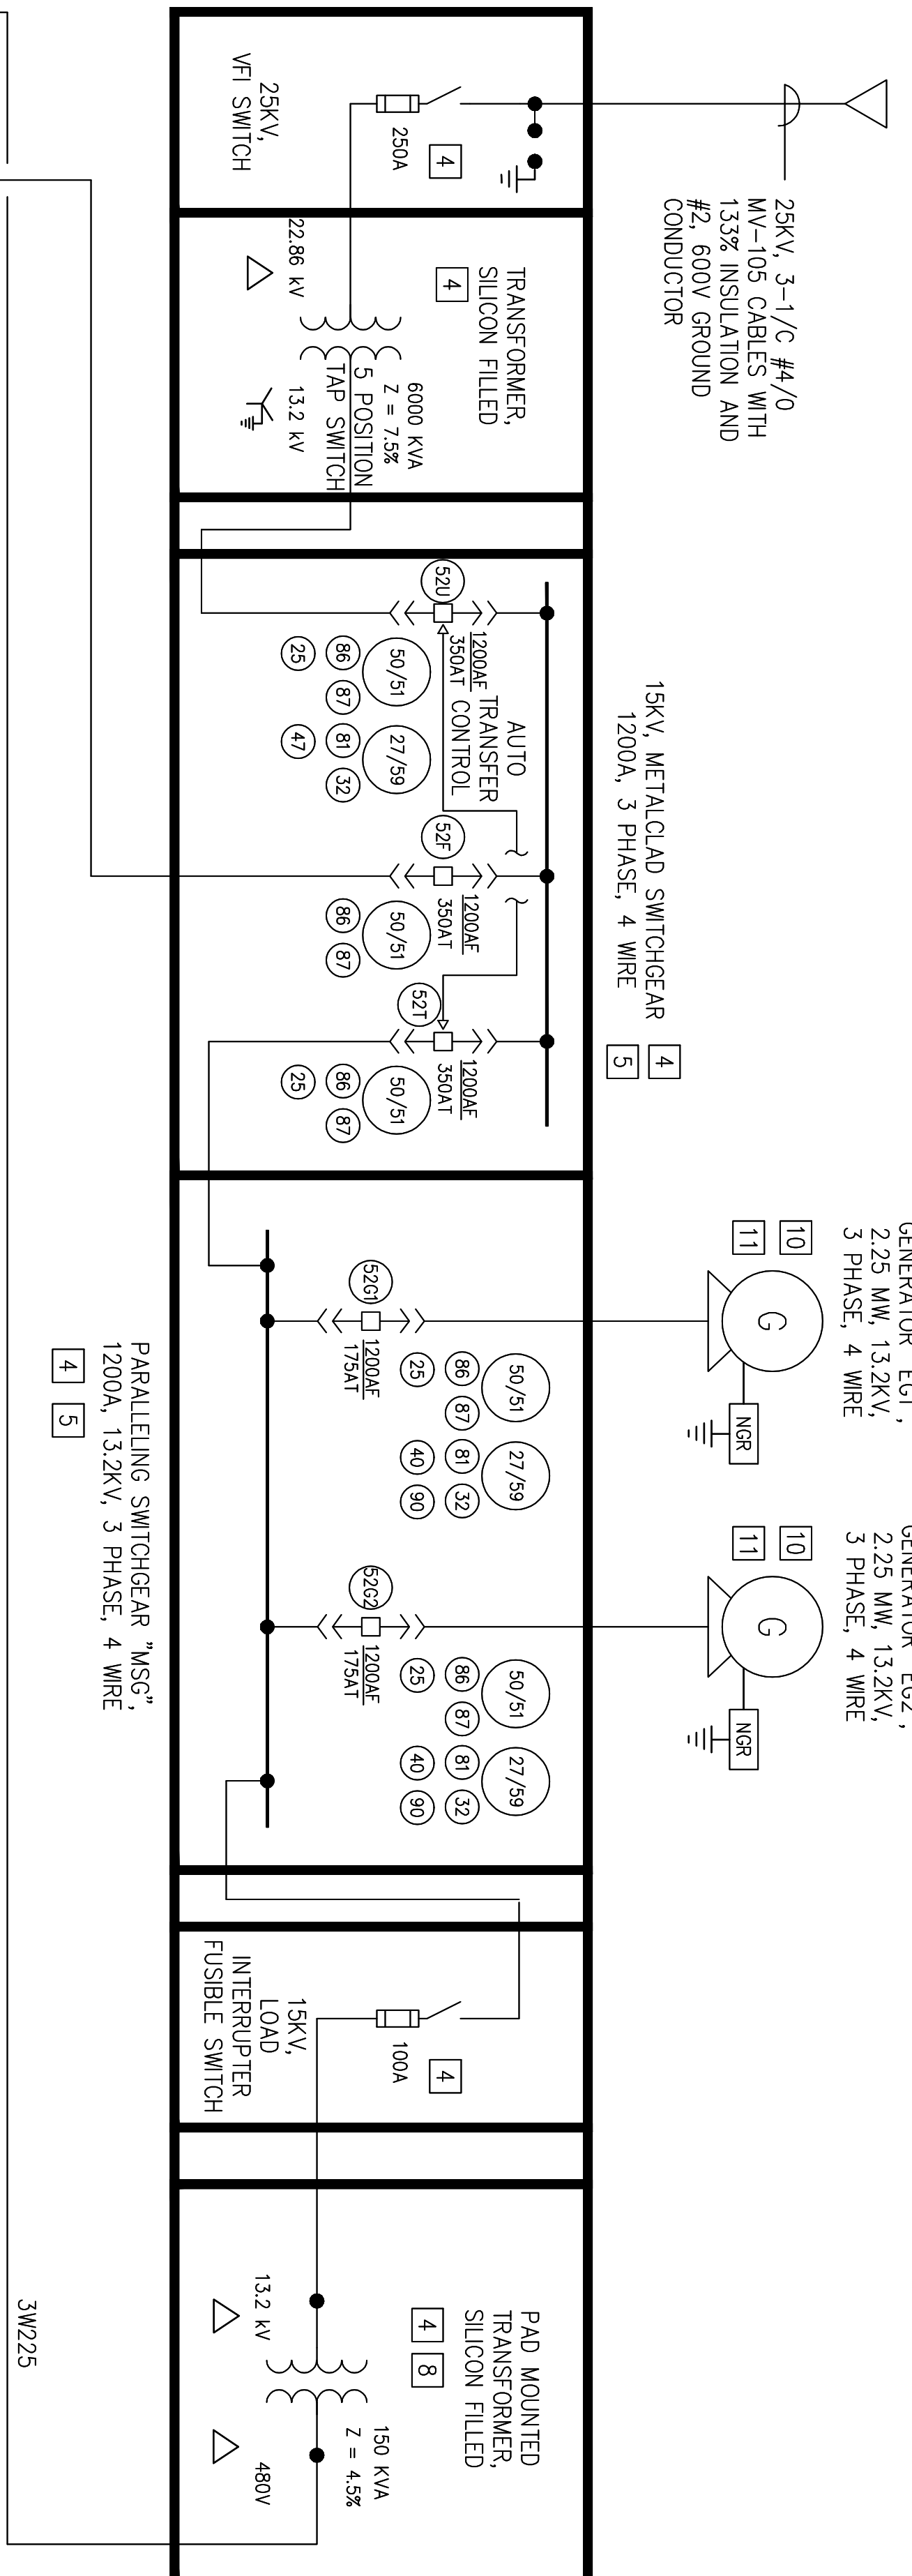 25KV, 3-1/C #4/0
MV-105 CABLES WITH
133% INSULATION AND
#2, 600V GROUND
CONDUCTOR
25KV,
VFI SWITCH
250A
4
TRANSFORMER,
SILICON FILLED
4
22.86 kV
13.2 kV
6000 KVA
Z = 7.5%
5 POSITION
TAP SWITCH
15KV, METALCLAD SWITCHGEAR
1200A, 3 PHASE, 4 WIRE
4
5
AUTO
TRANSFER
CONTROL
52U
1200AF
350AT
50/51
27/59
86
87
81
32
25
47
52F
1200AF
350AT
50/51
86
87
52T
1200AF
350AT
50/51
86
87
25
GENERATOR "EG1",
2.25 MW, 13.2KV,
3 PHASE, 4 WIRE
10
11
G
NGR
GENERATOR "EG2",
2.25 MW, 13.2KV,
3 PHASE, 4 WIRE
10
11
G
NGR
52G1
1200AF
175AT
50/51
27/59
86
87
81
32
25
40
90
52G2
1200AF
175AT
50/51
27/59
86
87
81
32
25
40
90
PARALLELING SWITCHGEAR "MSG",
1200A, 13.2KV, 3 PHASE, 4 WIRE
4
5
4
100A
15KV,
LOAD
INTERRUPTER
FUSIBLE SWITCH
PAD MOUNTED
TRANSFORMER,
SILICON FILLED
4
8
150 KVA
Z = 4.5%
13.2 kV
480V
3W225